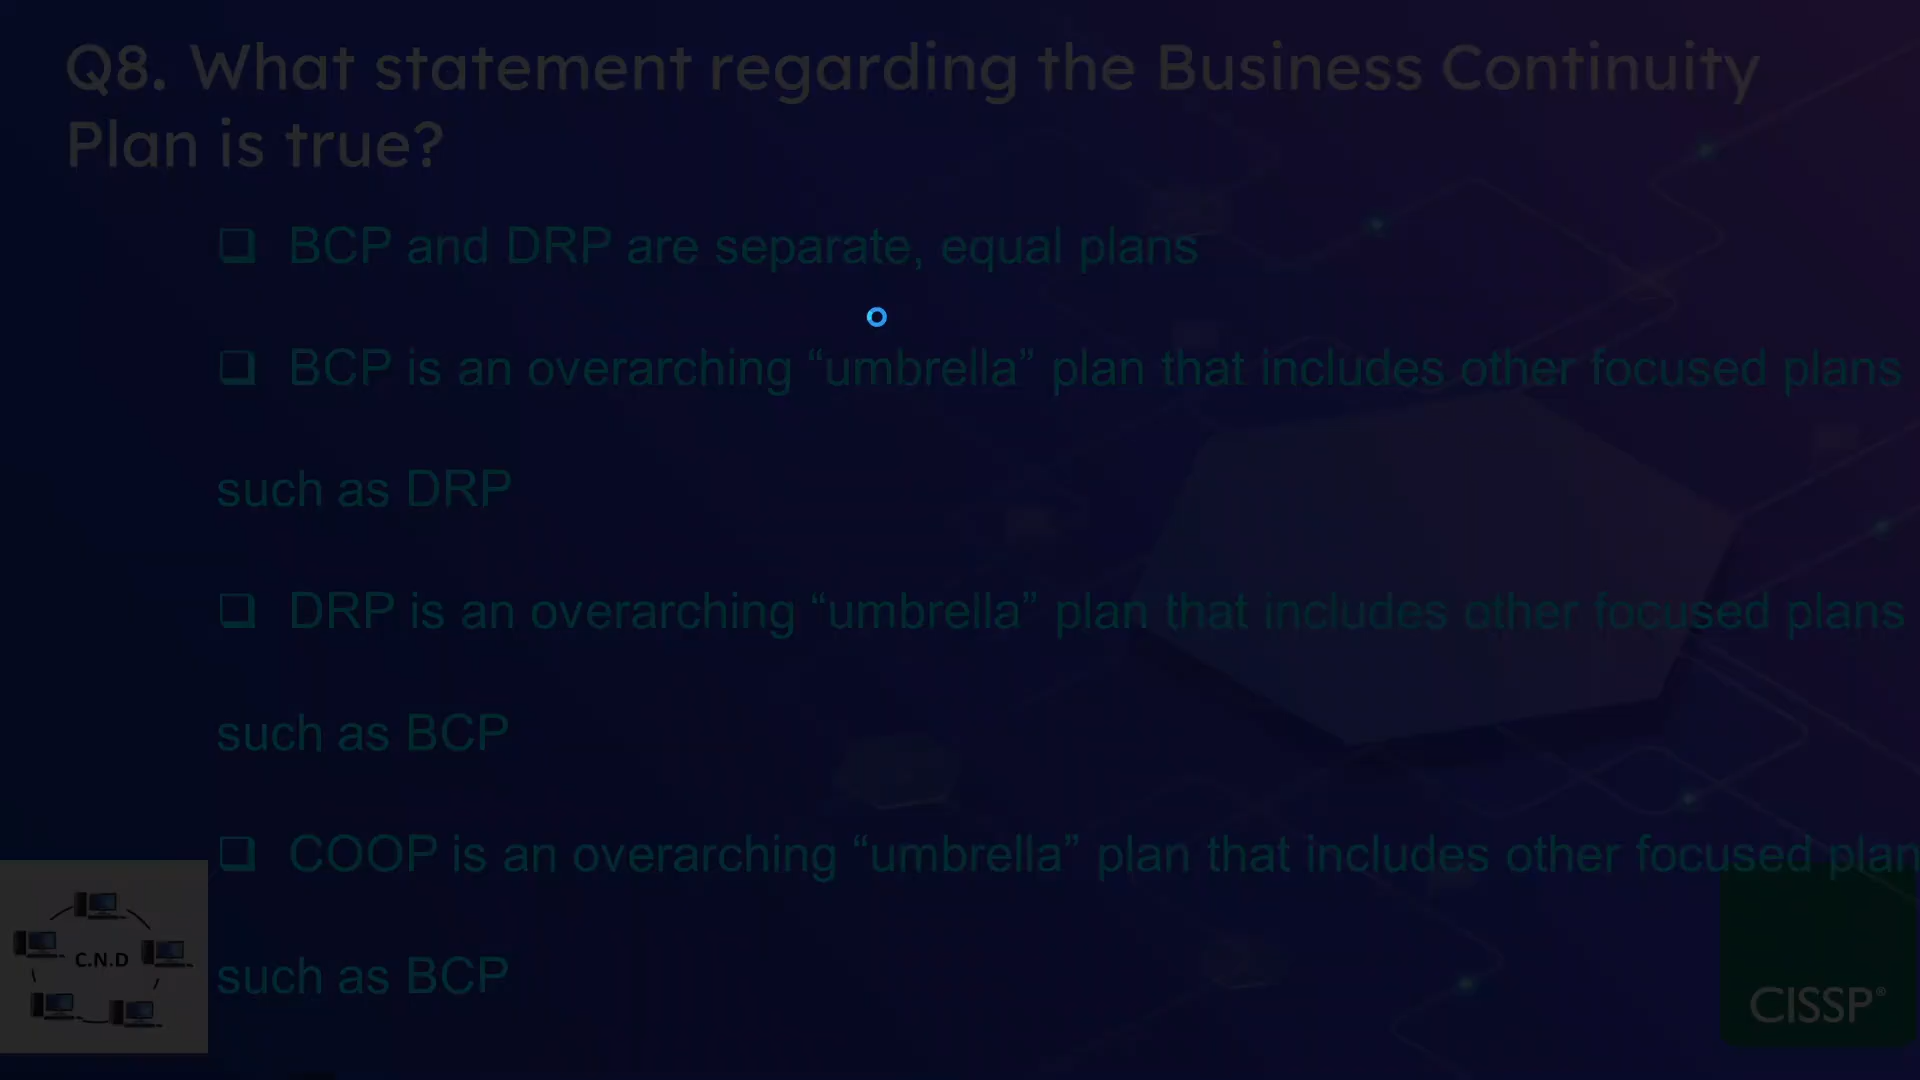 Q8. What statement regarding the Business Continuity
Plan is true?
❑ BCP and DRP are separate, equal plans
❑ BCP is an overarching “umbrella” plan that includes other focused plans
such as DRP
❑ DRP is an overarching “umbrella” plan that includes other focused plans
such as BCP
❑ COOP is an overarching “umbrella” plan that includes other focused plan
such as BCP
C.N.D
CISSP®